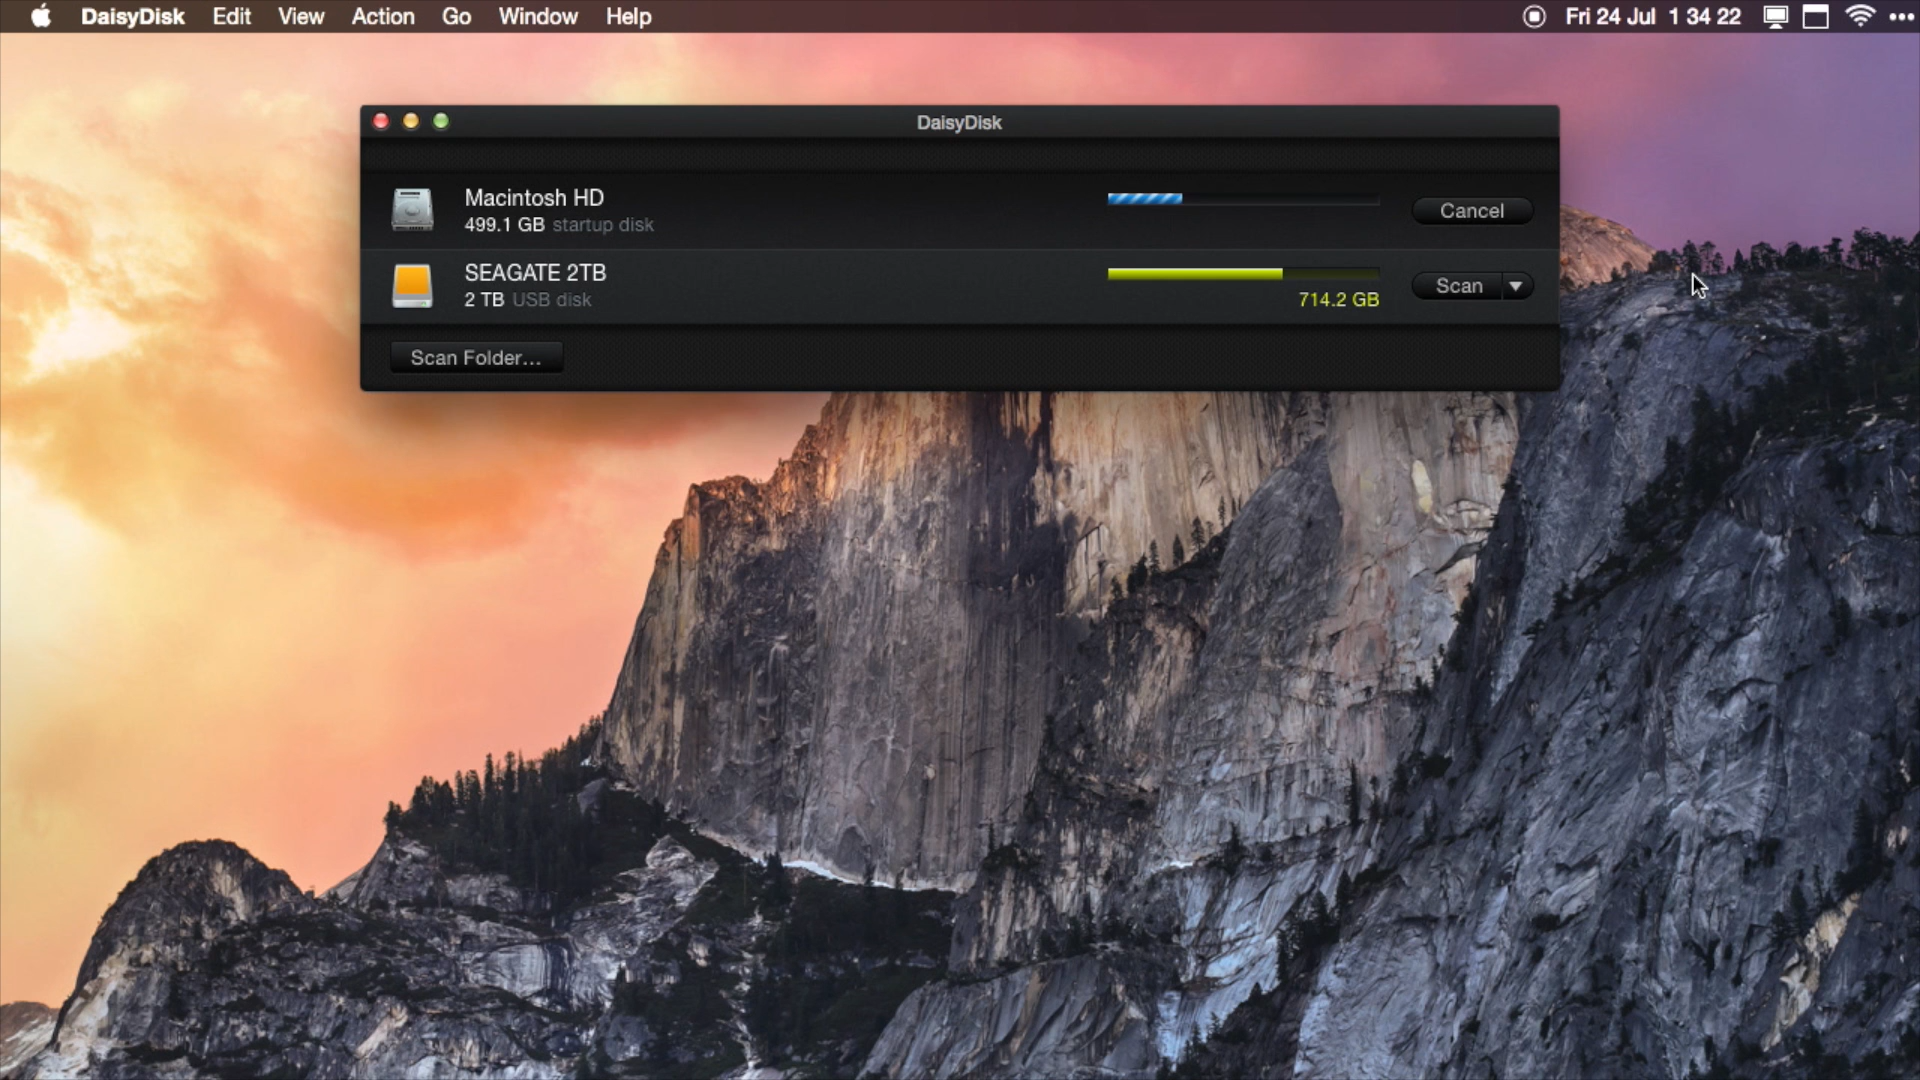 DaisyDisk Edit View Action Go Window Help Fri 24 Jul 1 34 22
DaisyDisk
Macintosh HD
499.1 GB startup disk
Cancel
SEAGATE 2TB
2 TB USB disk
714.2 GB
Scan
Scan Folder...